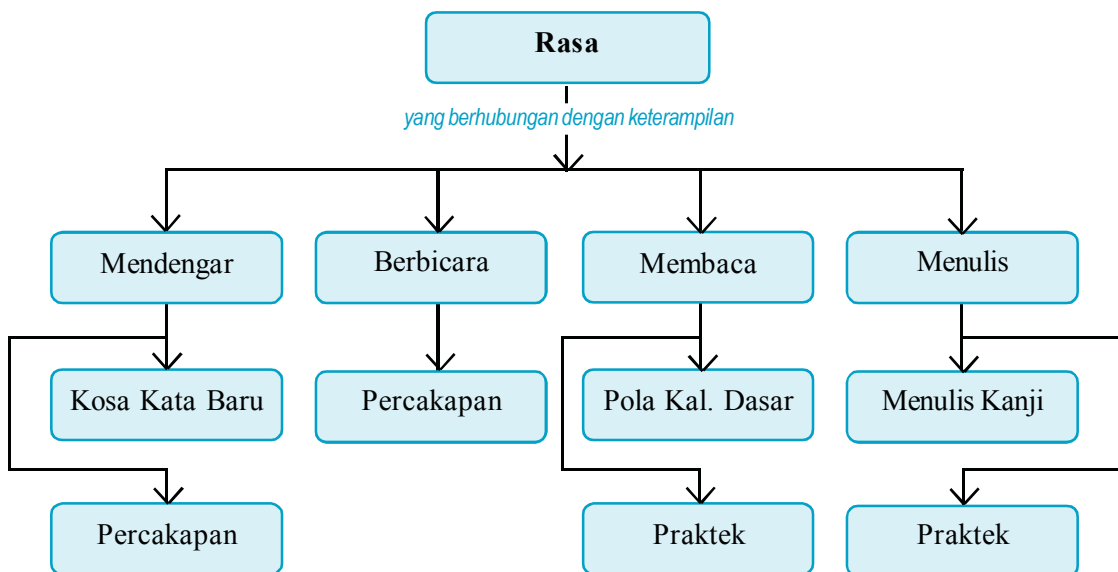 Rasa
yang berhubungan dengan keterampilan
Mendengar
Berbicara
Membaca
Menulis
Kosa Kata Baru
Percakapan
Pola Kal. Dasar
Menulis Kanji
Percakapan
Praktek
Praktek